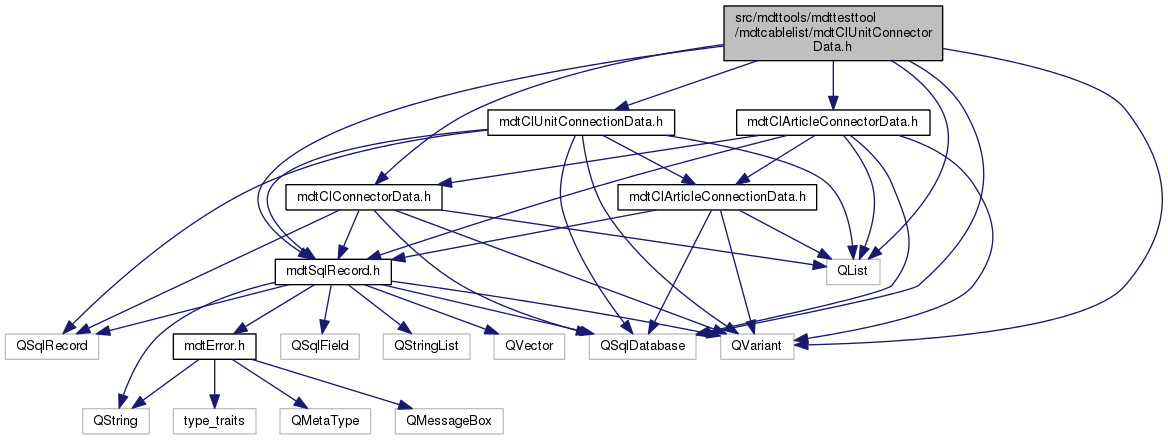 src/mdttools/mdttesttool
/mdtcablelist/mdtClUnitConnector
Data.h
mdtClUnitConnectionData.h
mdtClArticleConnectorData.h
mdtClConnectorData.h
mdtClArticleConnectionData.h
mdtSqlRecord.h
QList
QSqlRecord
mdtError.h
QSqlField
QStringList
QVector
QSqlDatabase
QVariant
QString
type_traits
QMetaType
QMessageBox